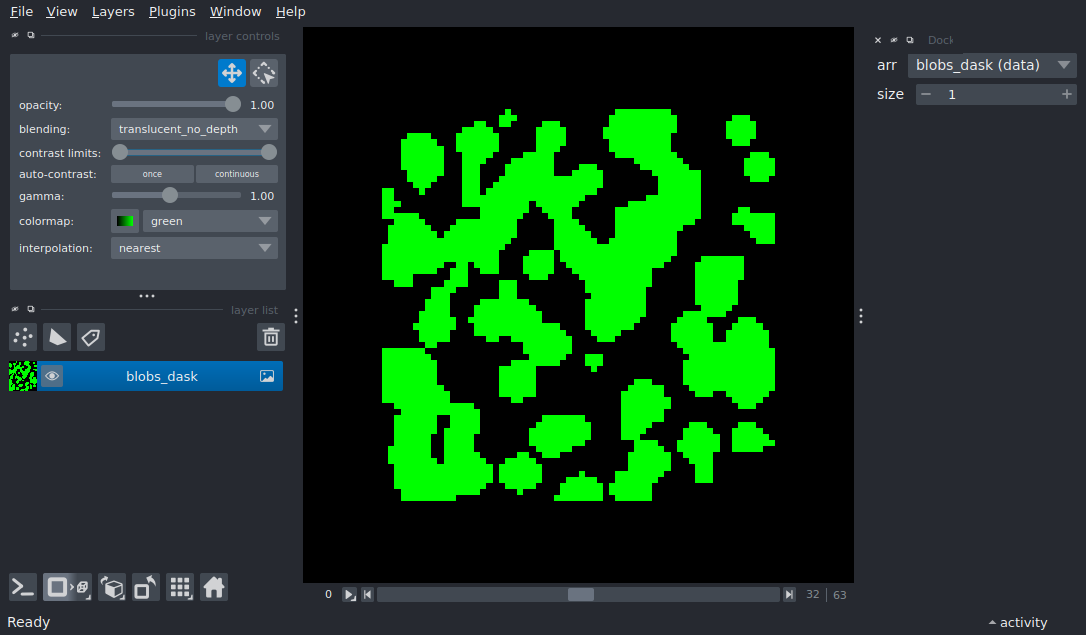 File View Layers Plugins Window Help
layer controls
opacity: 1.00
blending: translucent_no_depth
contrast limits:
auto-contrast: once continuous
gamma: 1.00
colormap: green
interpolation: nearest
layer list
blobs_dask
Dock
arr blobs_dask (data)
size 1
0 32 63
Ready
activity